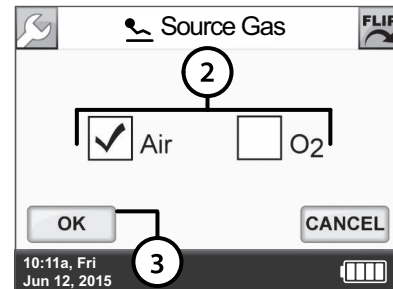 Source Gas
FLIP
2
Air
O2
OK
CANCEL
3
10:11a, Fri
Jun 12, 2015